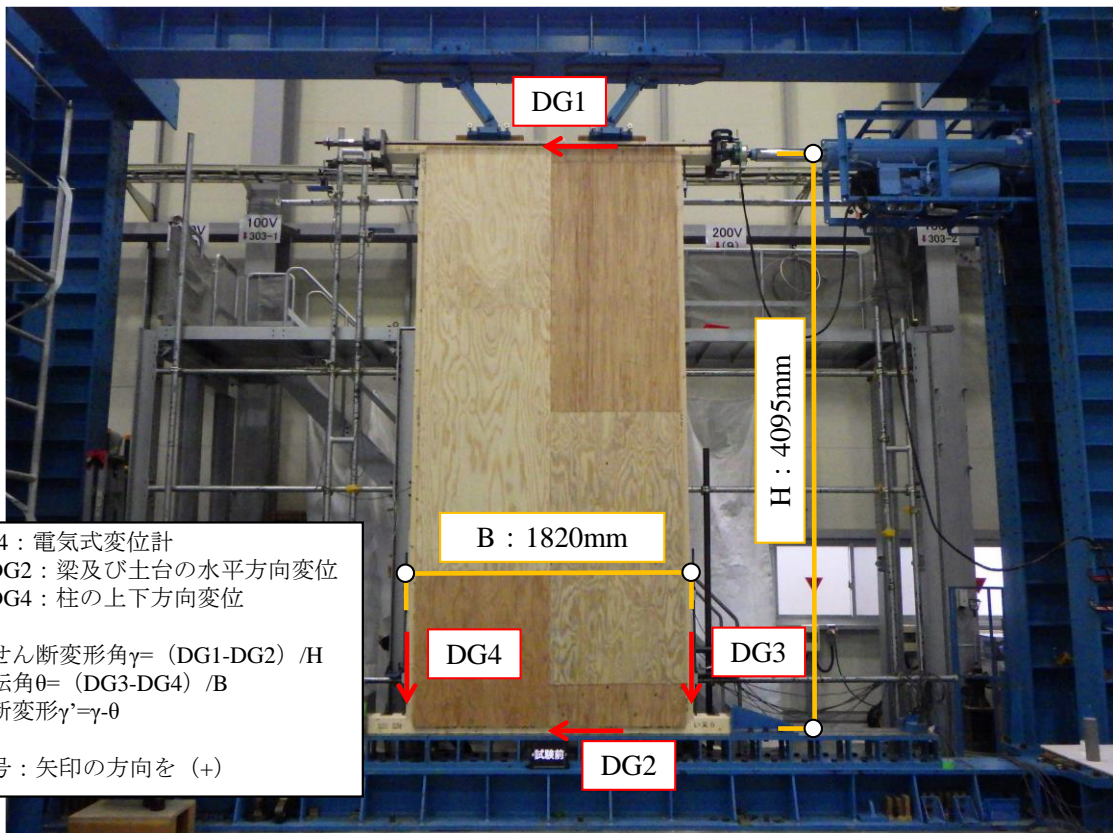 DG1
100V
↓303-1
200V
↓303-2
H：4095mm
B：1820mm
DG4
DG3
DG2
試験前
4：電気式変位計
DG2：梁及び土台の水平方向変位
DG4：柱の上下方向変位
せん断変形角γ=（DG1-DG2）/H
転角θ=（DG3-DG4）/B
断変形γ’=γ-θ
号：矢印の方向を（+）